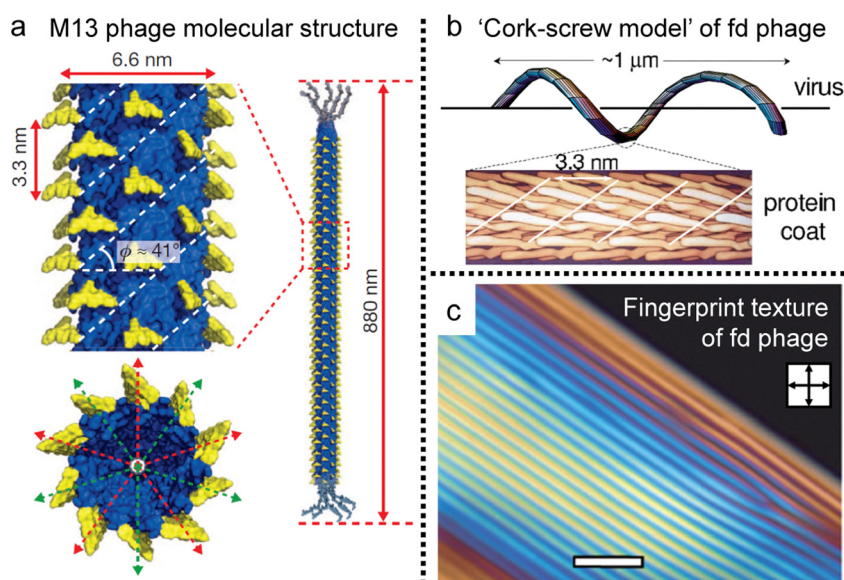 a M13 phage molecular structure
6.6 nm
3.3 nm
ϕ ≈ 41°
880 nm
b ‘Cork-screw model’ of fd phage
~1 μm
virus
3.3 nm
protein
coat
c
Fingerprint texture
of fd phage